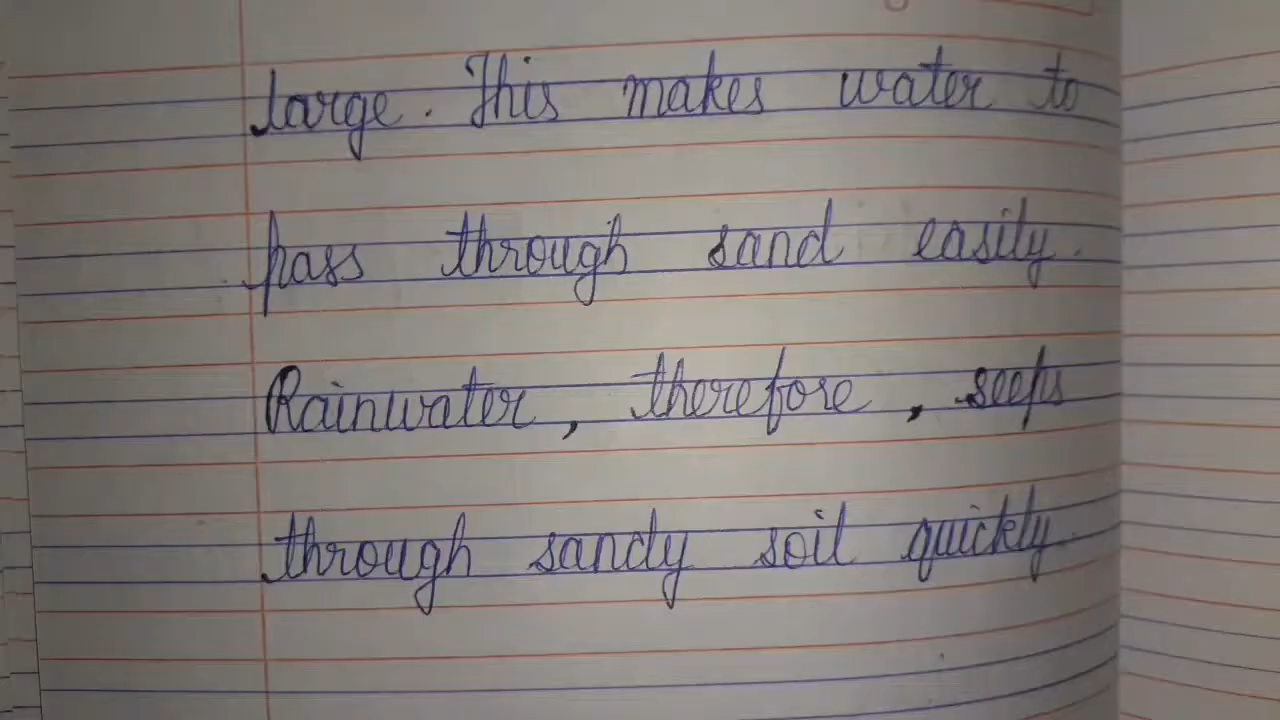 large. This makes water to
pass through sand easily.
Rainwater, therefore, seeps
through sandy soil quickly